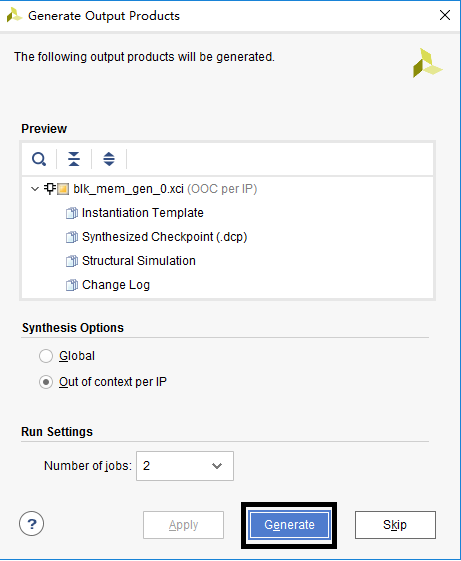 Generate Output Products
The following output products will be generated.
Preview
blk_mem_gen_0.xci (OOC per IP)
Instantiation Template
Synthesized Checkpoint (.dcp)
Structural Simulation
Change Log
Synthesis Options
Global
Out of context per IP
Run Settings
Number of jobs: 2
? Apply Generate Skip